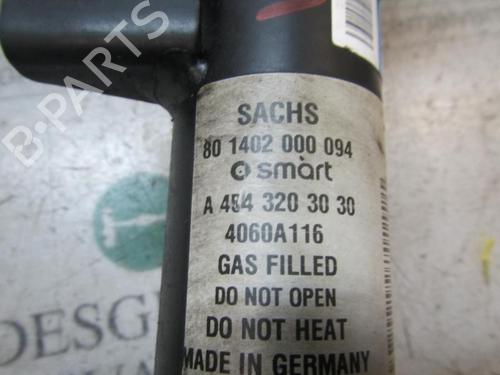 SACHS
80 1402 000 094
smart
A 454 320 30 30
4060A116
GAS FILLED
DO NOT OPEN
DO NOT HEAT
MADE IN GERMANY
B-PARTS